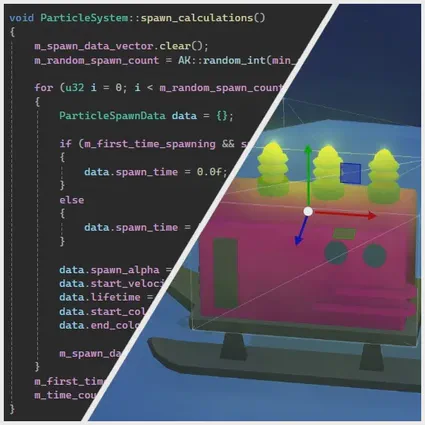 void ParticleSystem::spawn_calculations()
{
m_spawn_data_vector.clear();
m_random_spawn_count = AK::random_int(min_
for (u32 i = 0; i < m_random_spawn_count
{
ParticleSpawnData data = {};
if (m_first_time_spawning && s
{
data.spawn_time = 0.0f;
}
else
{
data.spawn_time =
}
data.spawn_alpha =
data.start_veloci
data.lifetime =
data.start_col
data.end_colo
m_spawn_da
}
m_first_tim
m_time_cou
}